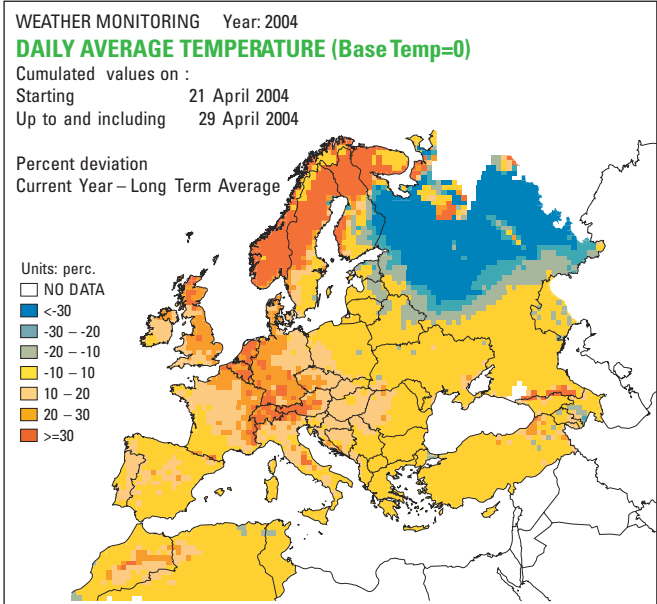 WEATHER MONITORING Year: 2004
DAILY AVERAGE TEMPERATURE (Base Temp=0)
Cumulated values on :
Starting 21 April 2004
Up to and including 29 April 2004
Percent deviation
Current Year – Long Term Average
Units: perc.
NO DATA
<-30
-30 – -20
-20 – -10
-10 – 10
10 – 20
20 – 30
>=30